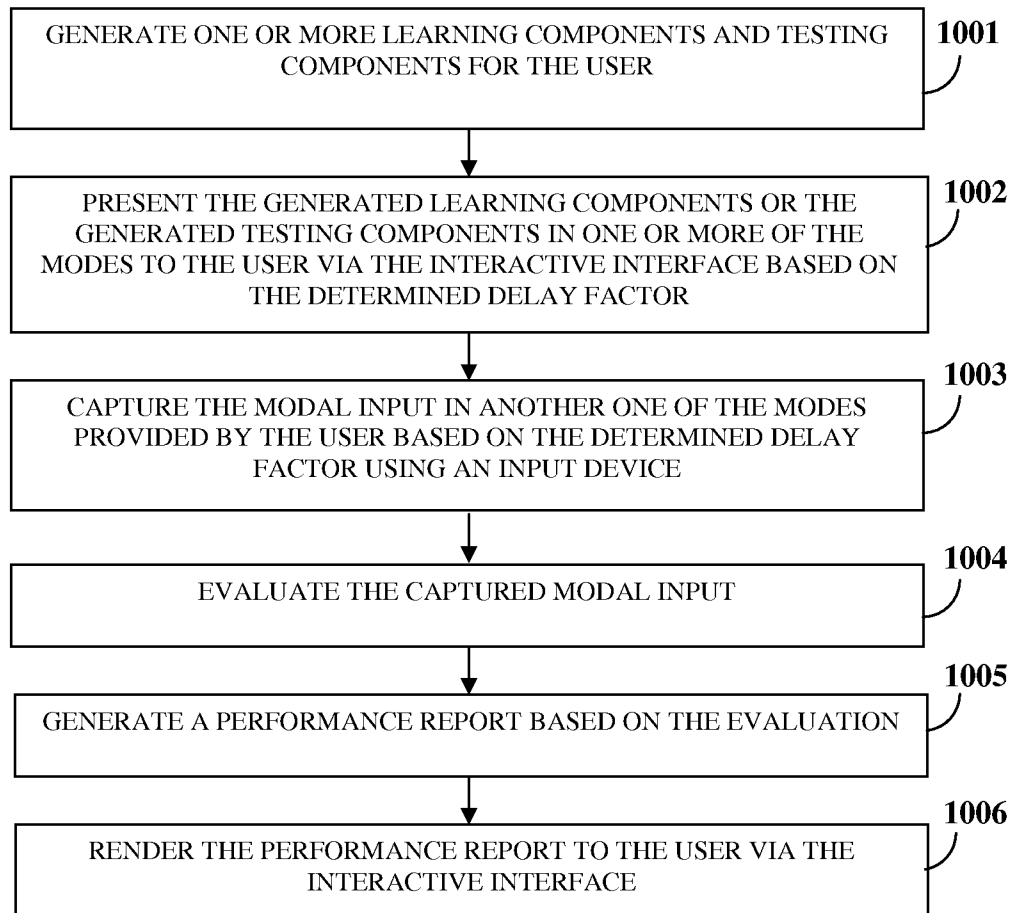 GENERATE ONE OR MORE LEARNING COMPONENTS AND TESTING
COMPONENTS FOR THE USER
1001
PRESENT THE GENERATED LEARNING COMPONENTS OR THE
GENERATED TESTING COMPONENTS IN ONE OR MORE OF THE
MODES TO THE USER VIA THE INTERACTIVE INTERFACE BASED ON
THE DETERMINED DELAY FACTOR
1002
CAPTURE THE MODAL INPUT IN ANOTHER ONE OF THE MODES
PROVIDED BY THE USER BASED ON THE DETERMINED DELAY
FACTOR USING AN INPUT DEVICE
1003
EVALUATE THE CAPTURED MODAL INPUT
1004
GENERATE A PERFORMANCE REPORT BASED ON THE EVALUATION
1005
RENDER THE PERFORMANCE REPORT TO THE USER VIA THE
INTERACTIVE INTERFACE
1006